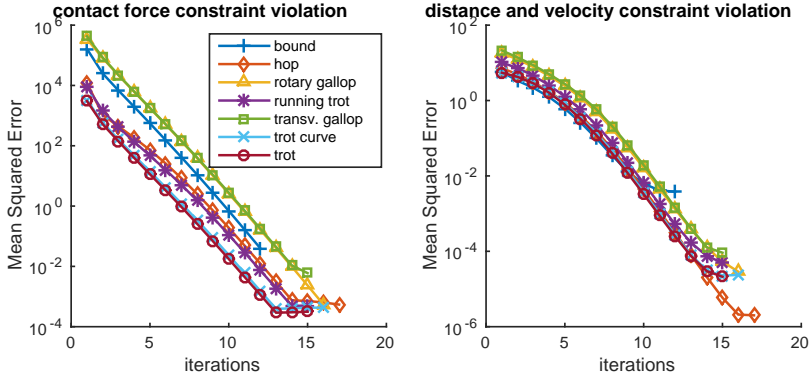 contact force constraint violation
10^6
10^4
10^2
10^0
10^-2
10^-4
Mean Squared Error
bound
hop
rotary gallop
running trot
transv. gallop
trot curve
trot
0 5 10 15 20
iterations
distance and velocity constraint violation
10^2
10^0
10^-2
10^-4
10^-6
Mean Squared Error
0 5 10 15 20
iterations